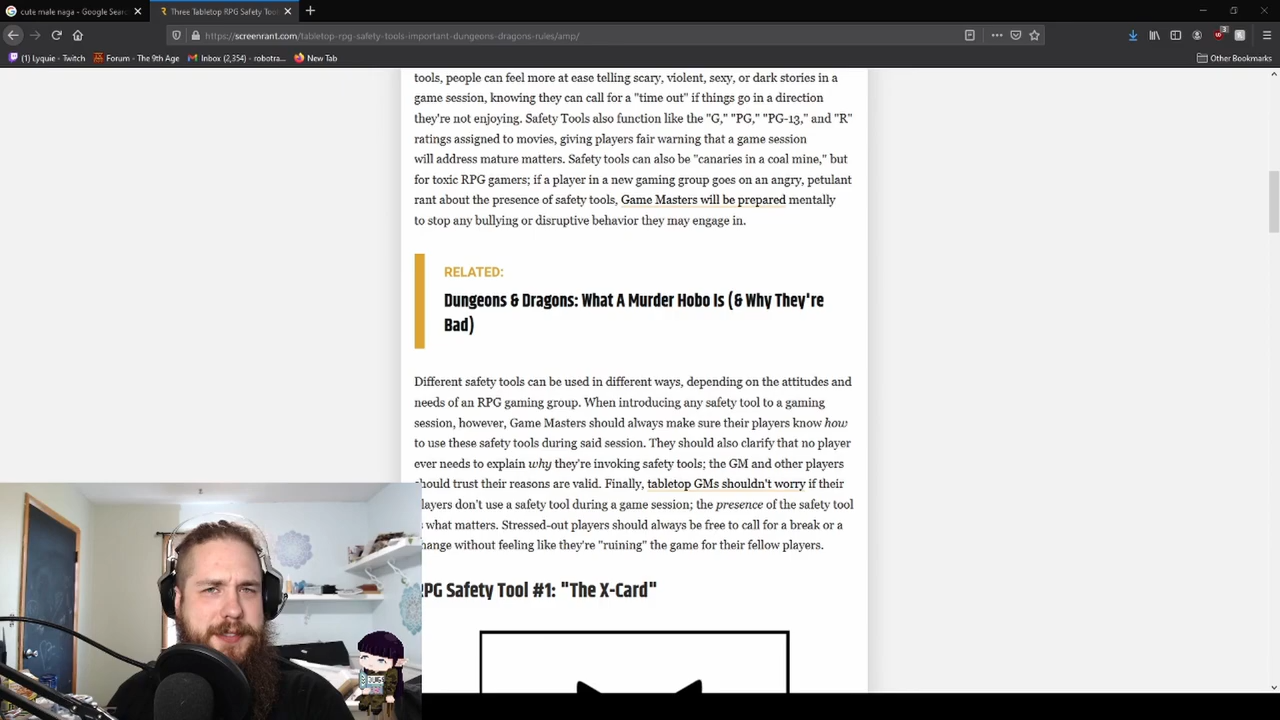 cute male naga - Google Sear
Three Tabletop RPG Safety Tool
https://screenrant.com/tabletop-rpg-safety-tools-important-dungeons-dragons-rules/amp/
(1) Lyquie - Twitch
Forum - The 9th Age
Inbox (2,354) - robotra...
New Tab
Other Bookmarks
tools, people can feel more at ease telling scary, violent, sexy, or dark stories in a
game session, knowing they can call for a "time out" if things go in a direction
they're not enjoying. Safety Tools also function like the "G," "PG," "PG-13," and "R"
ratings assigned to movies, giving players fair warning that a game session
will address mature matters. Safety tools can also be "canaries in a coal mine," but
for toxic RPG gamers; if a player in a new gaming group goes on an angry, petulant
rant about the presence of safety tools, Game Masters will be prepared mentally
to stop any bullying or disruptive behavior they may engage in.
RELATED:
Dungeons & Dragons: What A Murder Hobo Is (& Why They're
Bad)
Different safety tools can be used in different ways, depending on the attitudes and
needs of an RPG gaming group. When introducing any safety tool to a gaming
session, however, Game Masters should always make sure their players know how
to use these safety tools during said session. They should also clarify that no player
ever needs to explain why they're invoking safety tools; the GM and other players
should trust their reasons are valid. Finally, tabletop GMs shouldn't worry if their
layers don't use a safety tool during a game session; the presence of the safety tool
what matters. Stressed-out players should always be free to call for a break or a
hange without feeling like they're "ruining" the game for their fellow players.
RPG Safety Tool #1: "The X-Card"